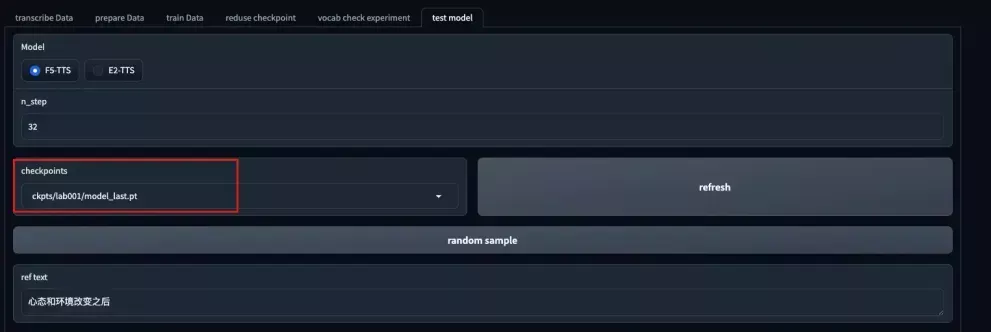 transcribe Data prepare Data train Data reduse checkpoint vocab check experiment test model
Model
F5-TTS E2-TTS
n_step
32
checkpoints
ckpts/lab001/model_last.pt
refresh
random sample
ref text
心态和环境改变之后